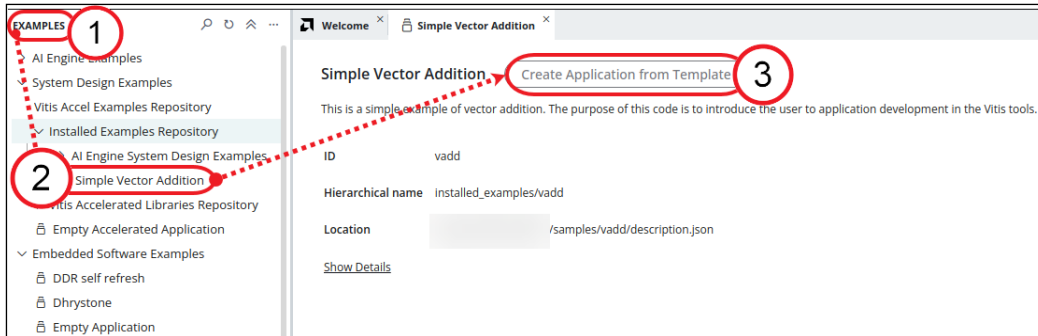 EXAMPLES
1
AI Engine Examples
System Design Examples
Vitis Accel Examples Repository
Installed Examples Repository
AI Engine System Design Examples
2
Simple Vector Addition
Vitis Accelerated Libraries Repository
Empty Accelerated Application
Embedded Software Examples
DDR self refresh
Dhrystone
Empty Application
Welcome × Simple Vector Addition ×
Simple Vector Addition Create Application from Template 3
This is a simple example of vector addition. The purpose of this code is to introduce the user to application development in the Vitis tools.
ID vadd
Hierarchical name installed_examples/vadd
Location /samples/vadd/description.json
Show Details